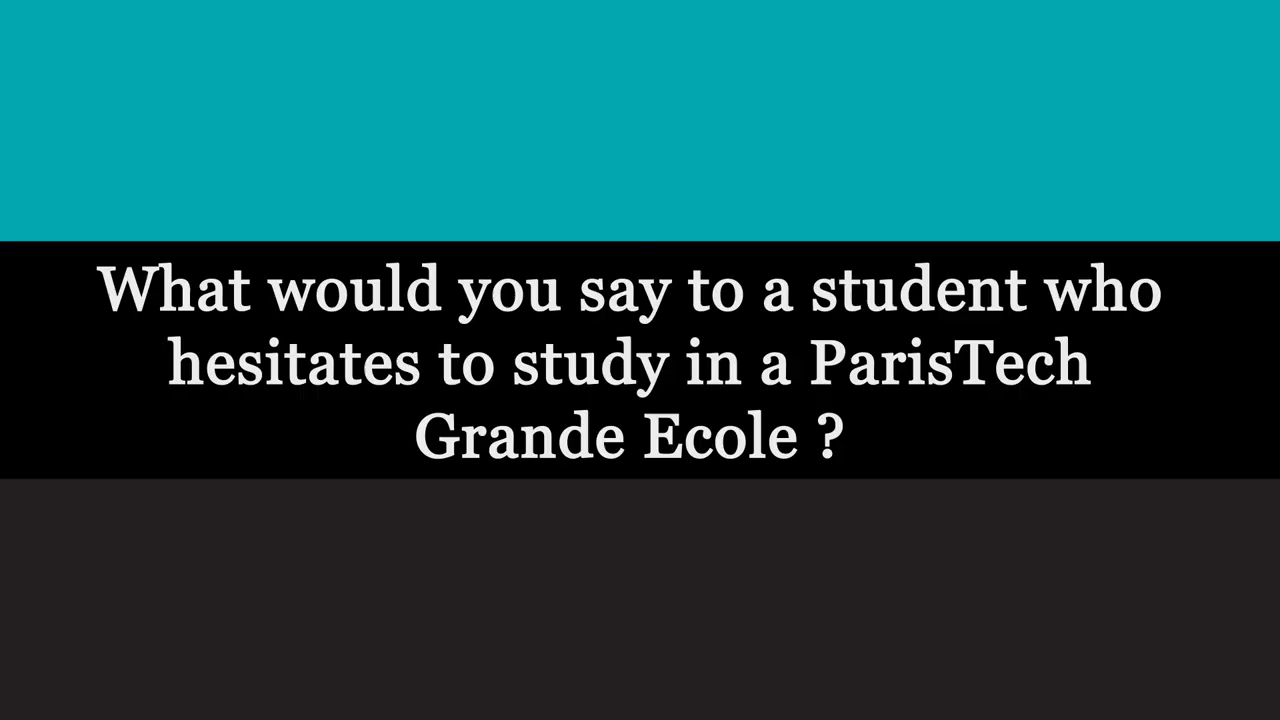 What would you say to a student who
hesitates to study in a ParisTech
Grande Ecole ?